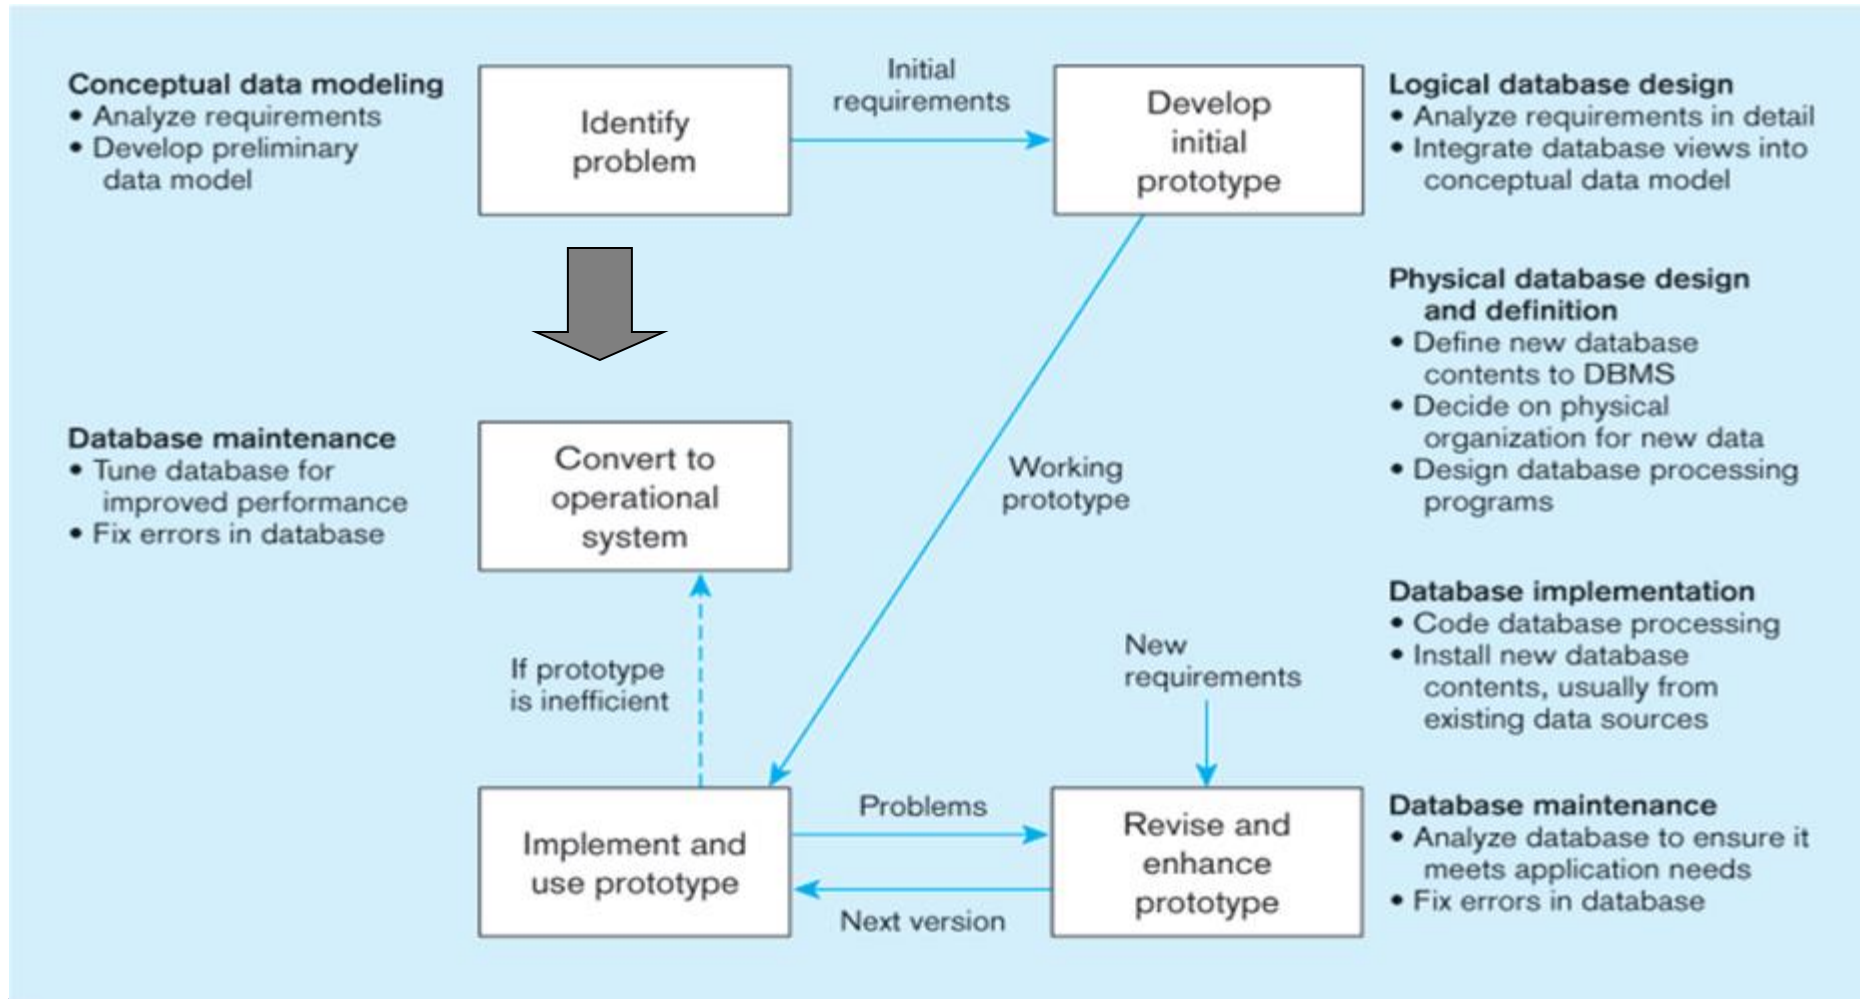 Conceptual data modeling
• Analyze requirements
• Develop preliminary
data model
Identify
problem
Initial
requirements
Develop
initial
prototype
Logical database design
• Analyze requirements in detail
• Integrate database views into
conceptual data model
Physical database design
and definition
• Define new database
contents to DBMS
• Decide on physical
organization for new data
• Design database processing
programs
Database maintenance
• Tune database for
improved performance
• Fix errors in database
Convert to
operational
system
Working
prototype
If prototype
is inefficient
New
requirements
Database implementation
• Code database processing
• Install new database
contents, usually from
existing data sources
Implement and
use prototype
Problems
Next version
Revise and
enhance
prototype
Database maintenance
• Analyze database to ensure it
meets application needs
• Fix errors in database